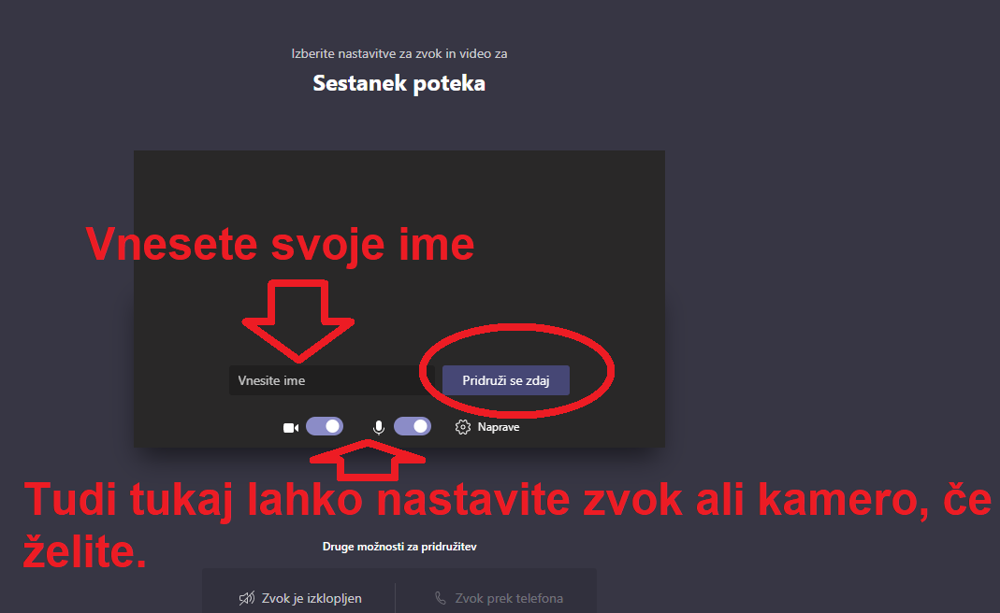 Izberite nastavitve za zvok in video za
Sestanek poteka
Vnesete svoje ime
Vnesite ime
Pridruži se zdaj
Naprave
Tudi tukaj lahko nastavite zvok ali kamero, če
želite.
Druge možnosti za pridružitev
Zvok je izklopljen
Zvok prek telefona